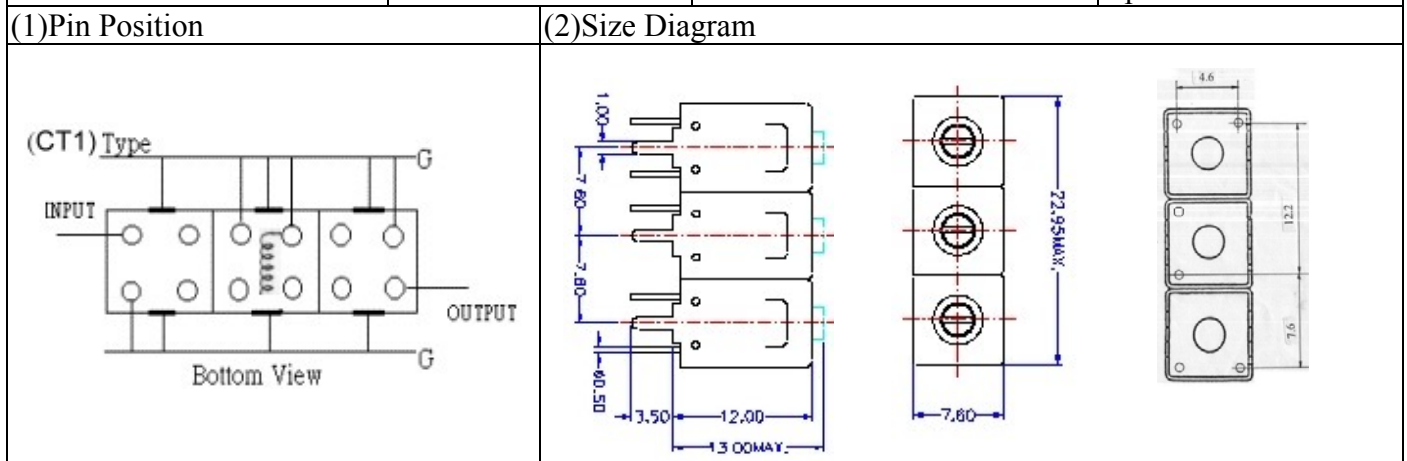 (1)Pin Position
(2)Size Diagram
(CT1) Type
G
INPUT
OUTPUT
G
Bottom View
1.00
7.60
7.60
ø0.50
3.50
12.00
13.00MAX.
22.95MAX.
7.60
4.6
12.2
7.6